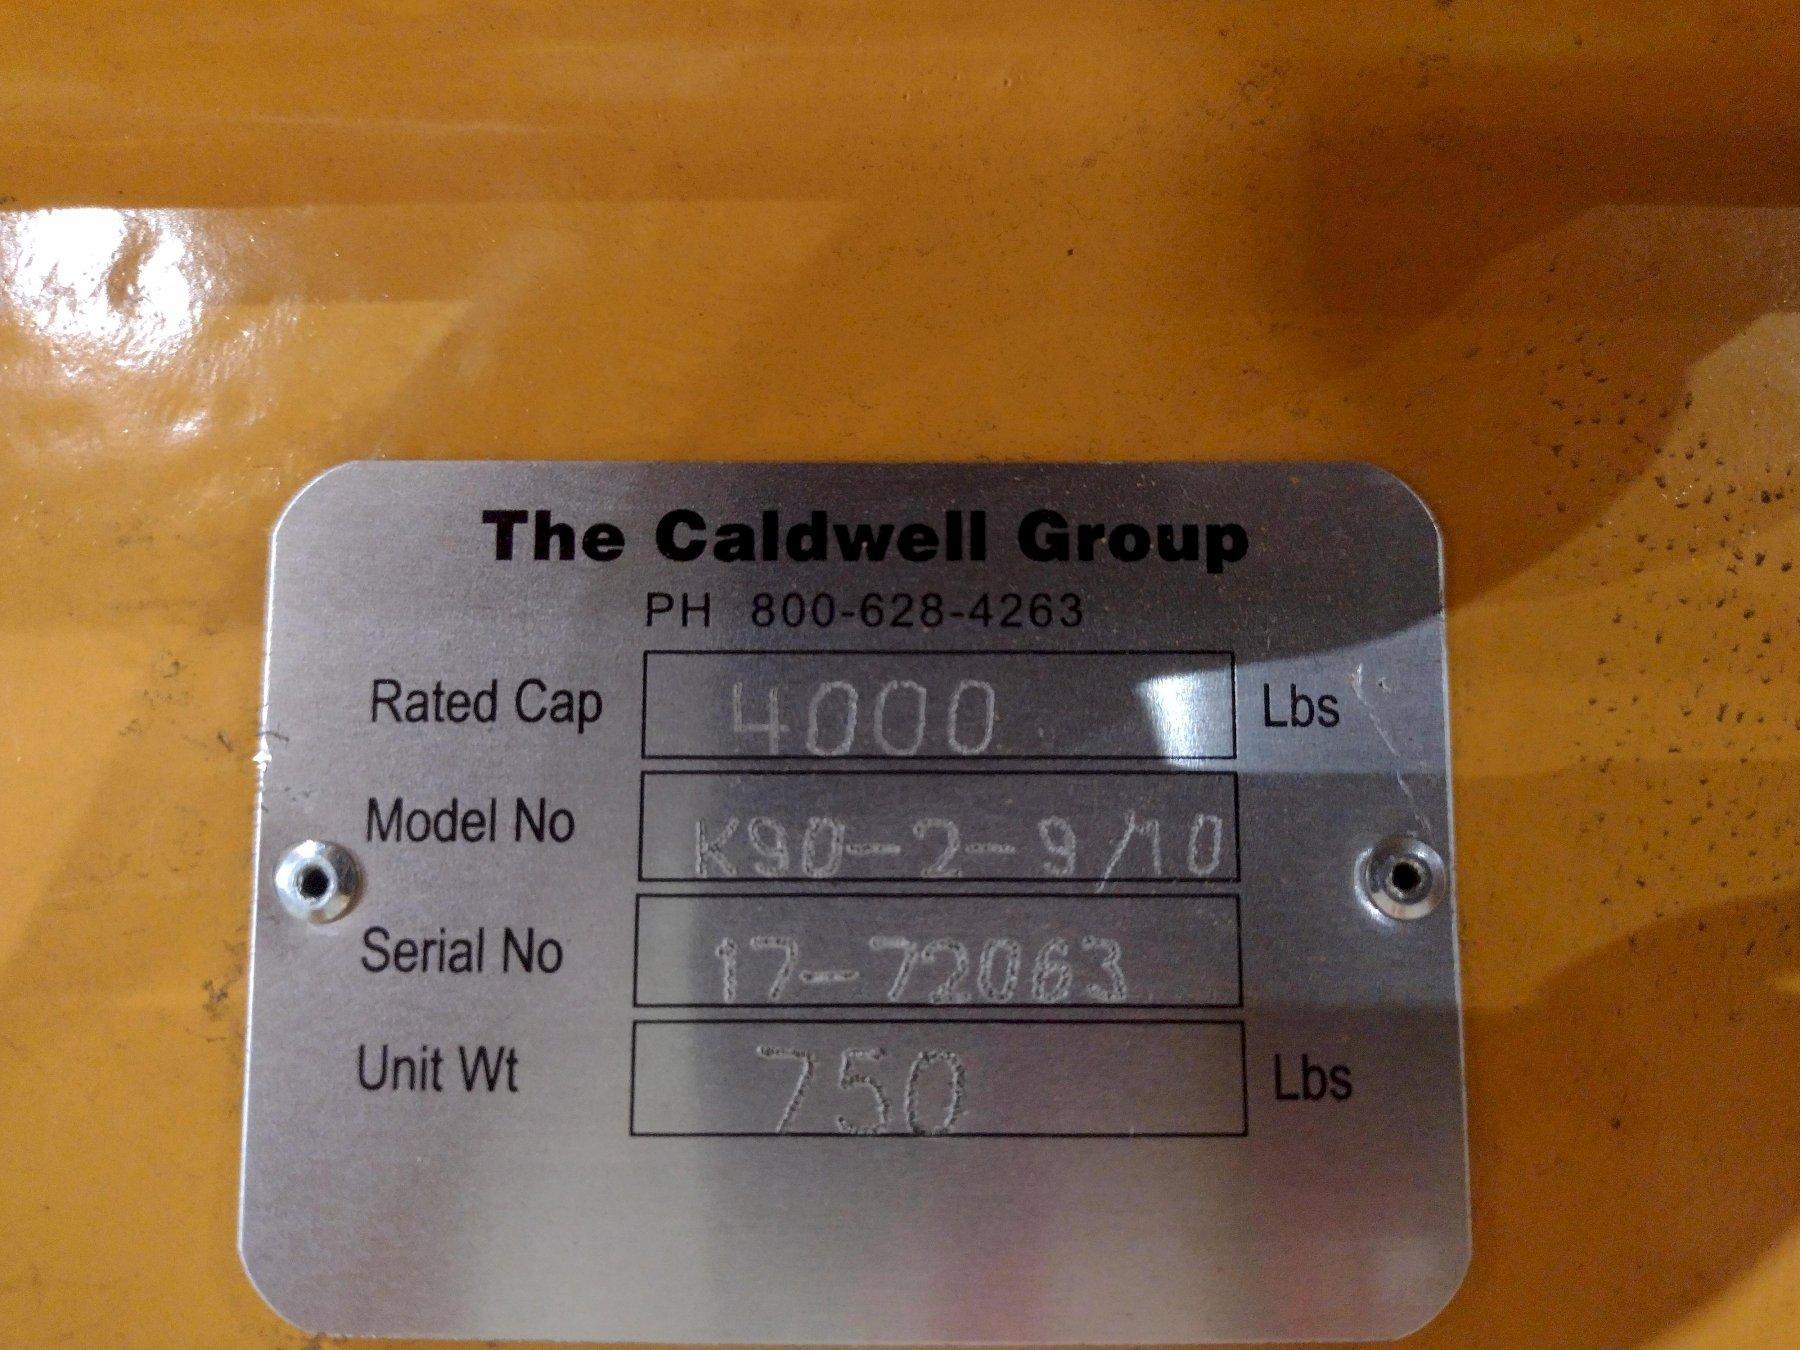 The Caldwell Group
PH 800-628-4263
Rated Cap 4000 Lbs
Model No K90-2-9/10
Serial No 17-72063
Unit Wt 750 Lbs